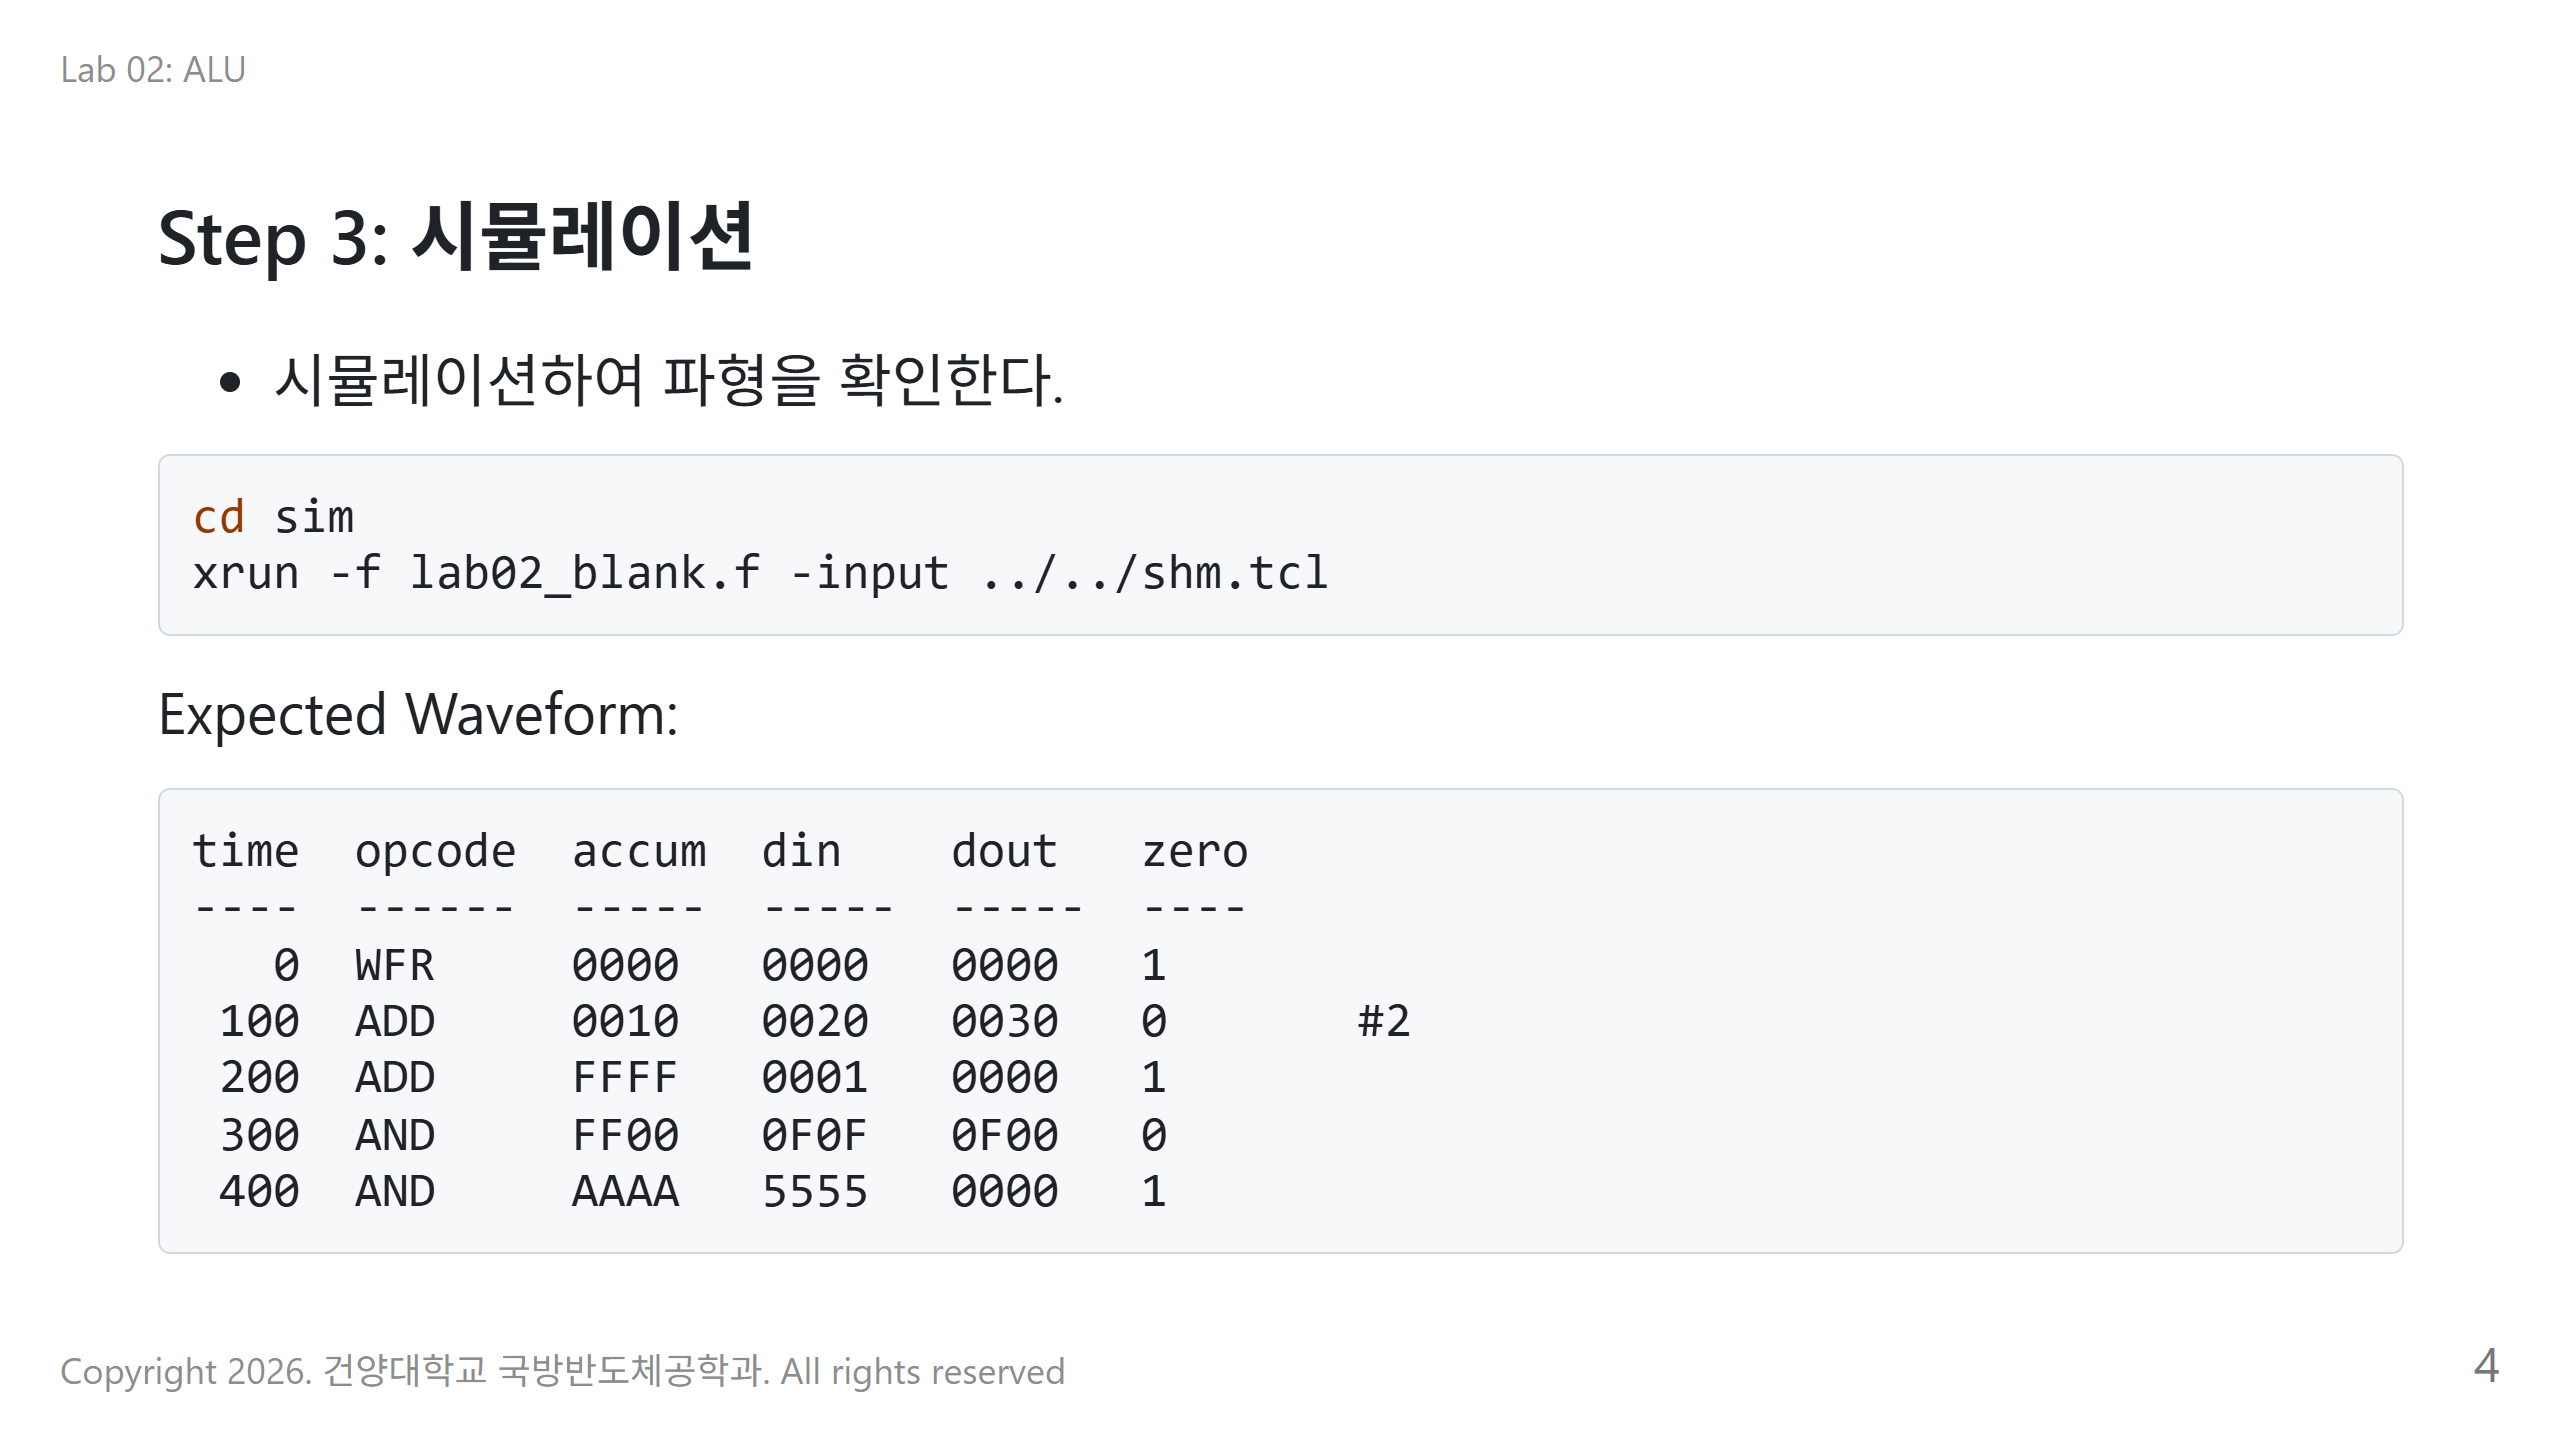 Lab 02: ALU
Step 3: 시뮬레이션
• 시뮬레이션하여 파형을 확인한다.
cd sim
xrun -f lab02_blank.f -input ../../shm.tcl
Expected Waveform:
time  opcode  accum  din    dout   zero
----  ------  -----  -----  -----  ----
   0  WFR     0000   0000   0000   1
 100  ADD     0010   0020   0030   0       #2
 200  ADD     FFFF   0001   0000   1
 300  AND     FF00   0F0F   0F00   0
 400  AND     AAAA   5555   0000   1
Copyright 2026. 건양대학교 국방반도체공학과. All rights reserved
4